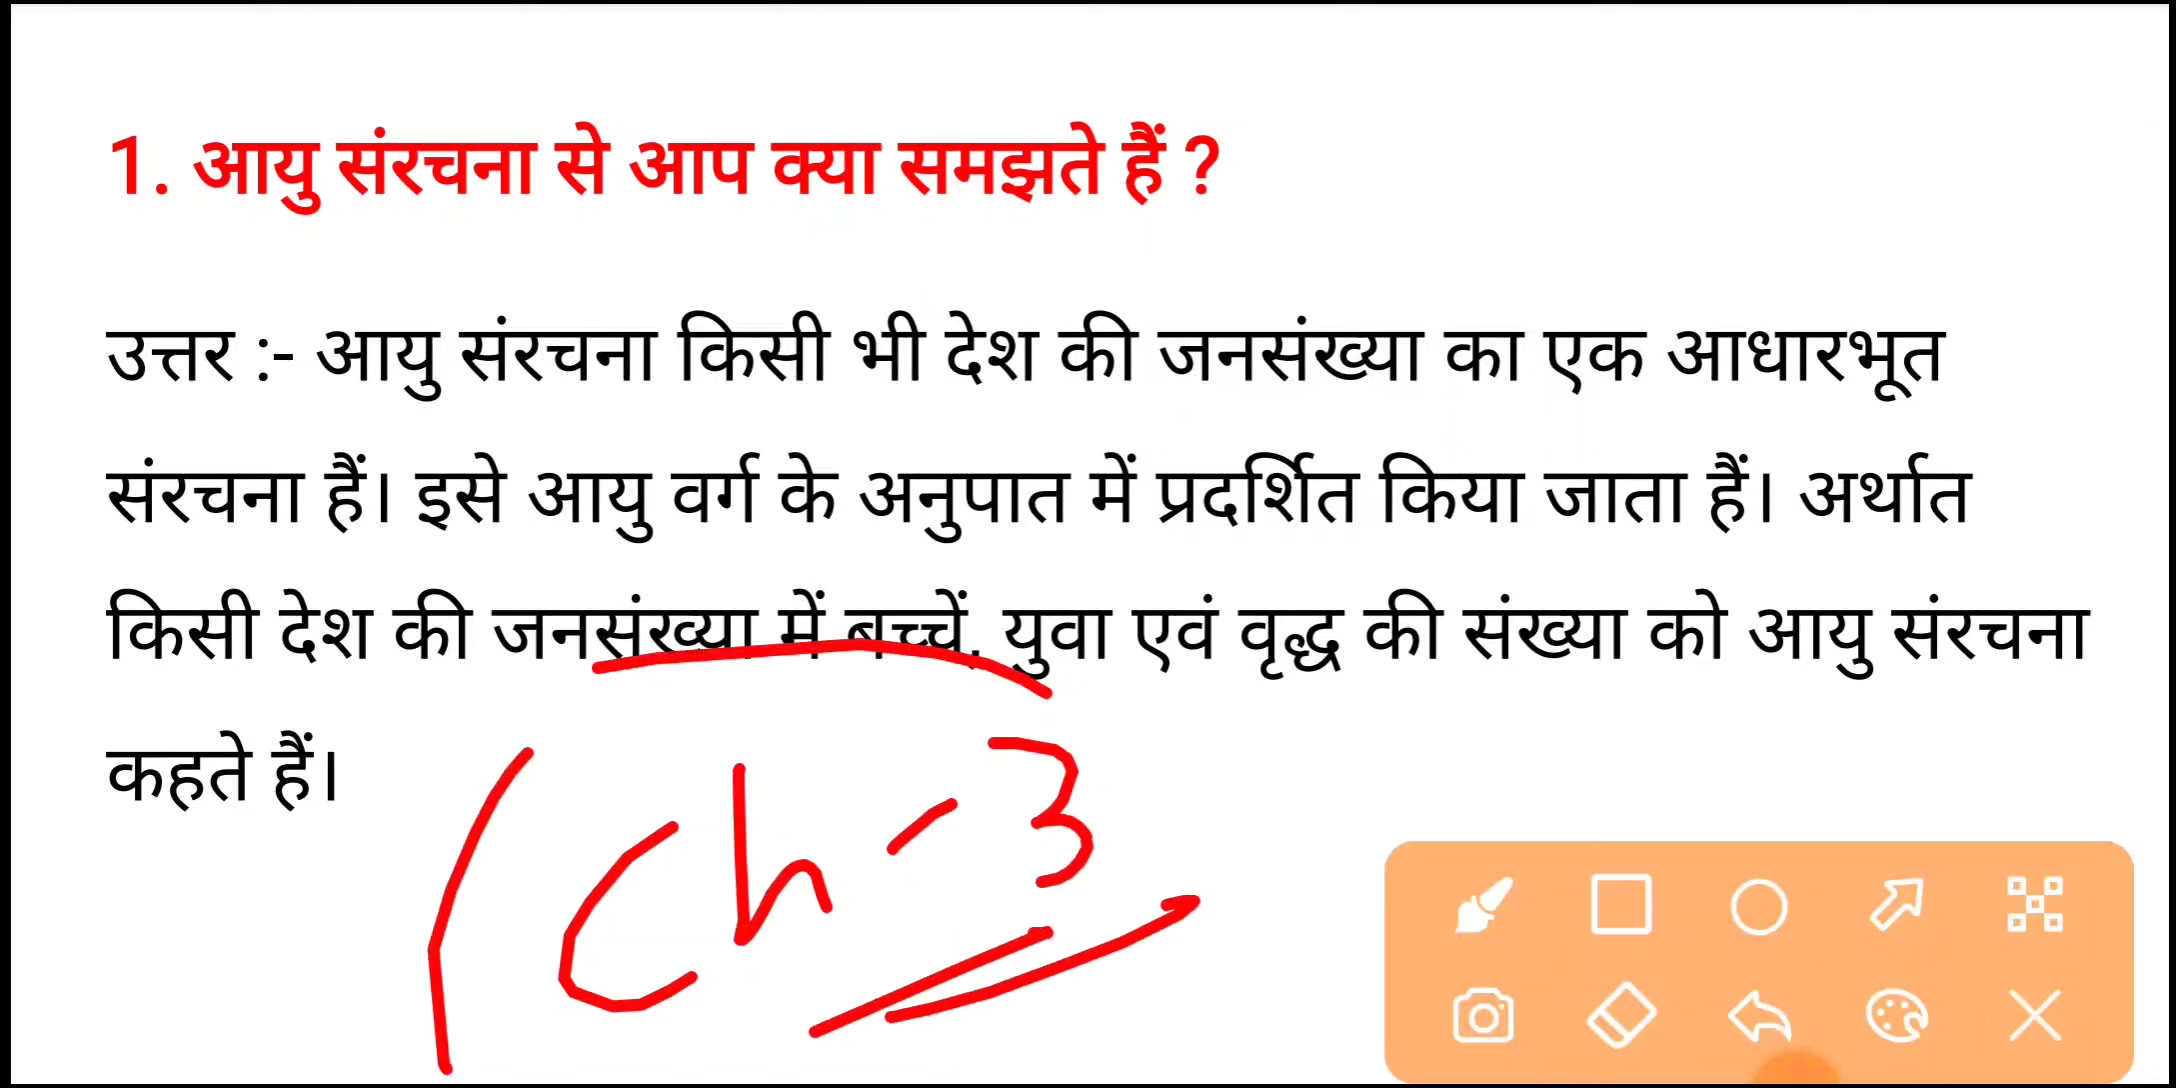 1. आयु संरचना से आप क्या समझते हैं ?
उत्तर :- आयु संरचना किसी भी देश की जनसंख्या का एक आधारभूत
संरचना हैं। इसे आयु वर्ग के अनुपात में प्रदर्शित किया जाता हैं। अर्थात
किसी देश की जनसंख्या में बच्चें, युवा एवं वृद्ध की संख्या को आयु संरचना
कहते हैं।
(Ch-3